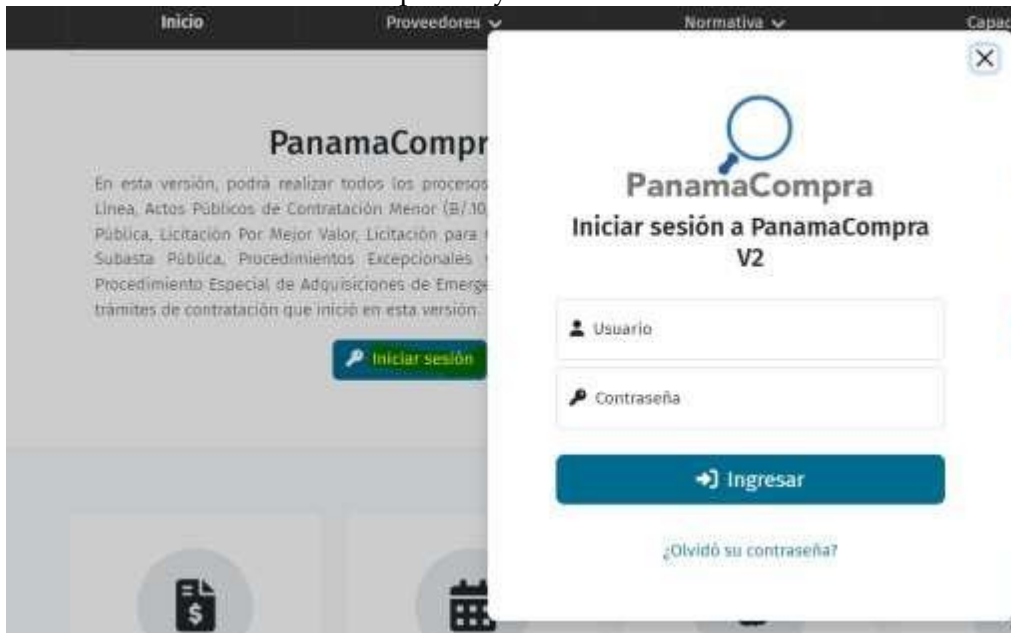 Inicio
Proveedores
Normativa
Capac
PanamaCompr
En esta versión, podrá realizar todos los procesos
Línea, Actos Públicos de Contratación Menor (B/.10,
Pública, Licitación Por Mejor Valor, Licitación para
Subasta Pública, Procedimientos Excepcionales
Procedimiento Especial de Adquisiciones de Emerge
trámites de contratación que inició en esta versión.
Iniciar sesión
PanamaCompra
Iniciar sesión a PanamaCompra
V2
Usuario
Contraseña
Ingresar
¿Olvidó su contraseña?